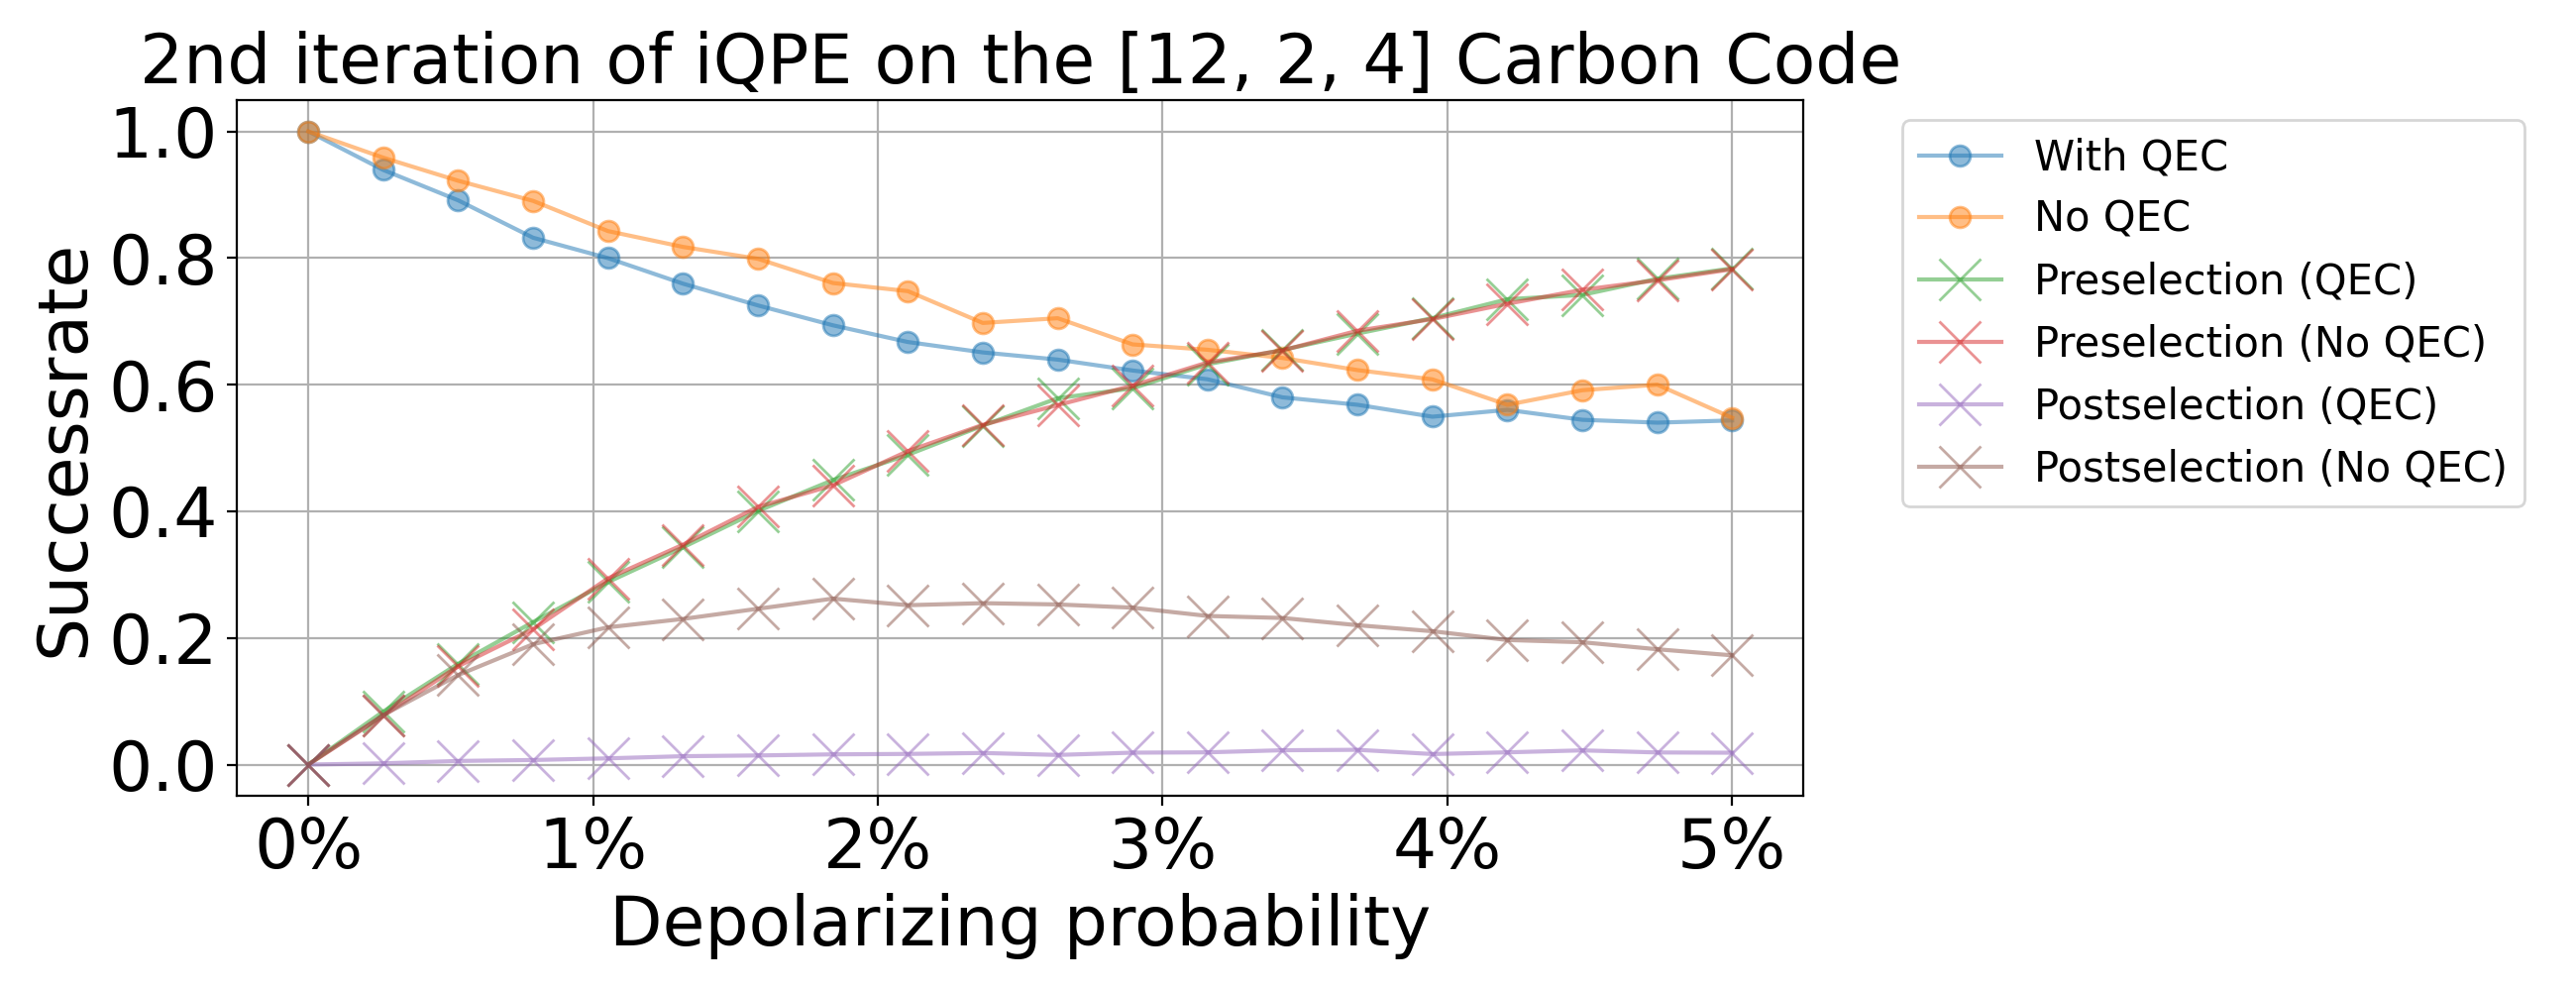 2nd iteration of iQPE on the [12, 2, 4] Carbon Code
Successrate
1.0
0.8
0.6
0.4
0.2
0.0
0%
1%
2%
3%
4%
5%
Depolarizing probability
With QEC
No QEC
Preselection (QEC)
Preselection (No QEC)
Postselection (QEC)
Postselection (No QEC)